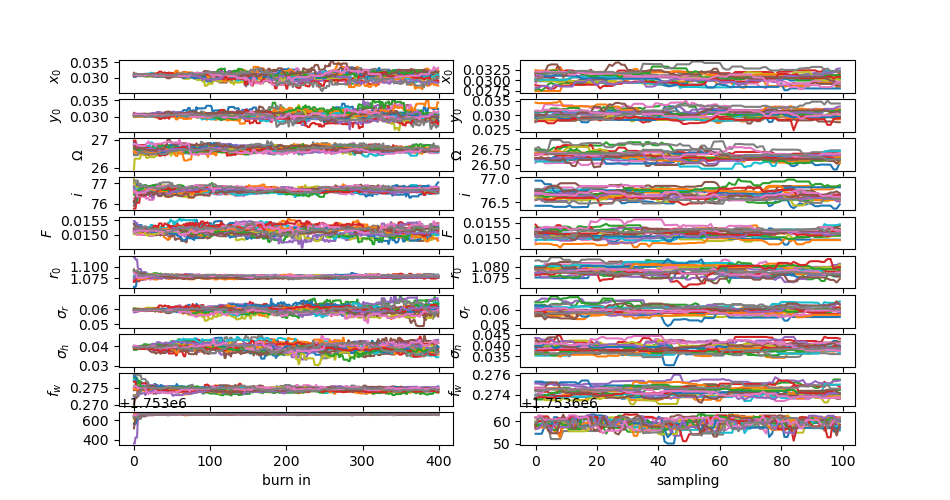 0.035
0.030
x₀
0.0325
0.0300
0.0275
x₀
0.035
0.030
y₀
0.035
0.030
0.025
y₀
27
26
Ω
26.75
26.50
Ω
77
76
i
77.0
76.5
i
0.0155
0.0150
F
0.0155
0.0150
F
1.100
1.075
r₀
1.080
1.075
r₀
0.06
0.05
σᵣ
0.06
0.05
σᵣ
0.04
0.03
σₕ
0.045
0.040
0.035
σₕ
0.275
0.270
f_w
0.276
0.274
f_w
+1.753e6
600
400
+1.7536e6
60
50
0 100 200 300 400
0 20 40 60 80 100
burn in
sampling